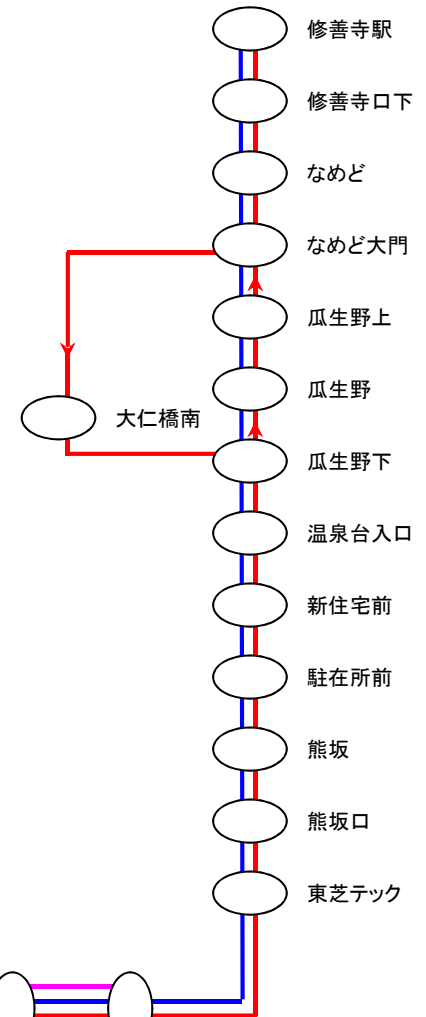 修善寺駅
修善寺口下
なめど
なめど大門
瓜生野上
瓜生野
大仁橋南
瓜生野下
温泉台入口
新住宅前
駐在所前
熊坂
熊坂口
東芝テック